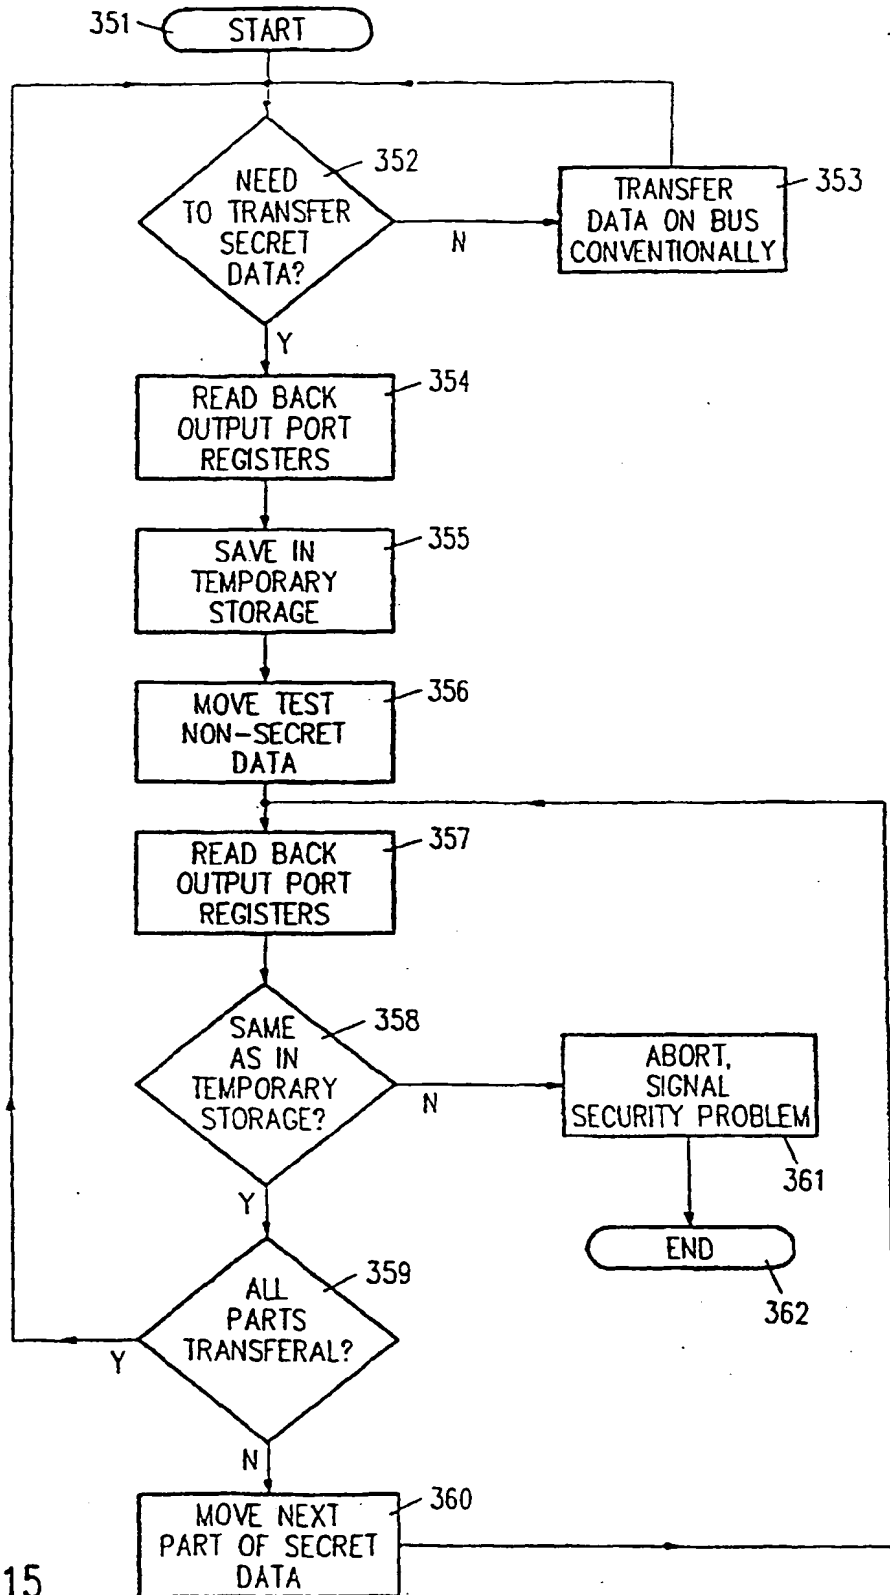 351
START
352
NEED
TO TRANSFER
SECRET
DATA?
N
TRANSFER
DATA ON BUS
CONVENTIONALLY
353
Y
READ BACK
OUTPUT PORT
REGISTERS
354
SAVE IN
TEMPORARY
STORAGE
355
MOVE TEST
NON-SECRET
DATA
356
READ BACK
OUTPUT PORT
REGISTERS
357
SAME
AS IN
TEMPORARY
STORAGE?
358
N
ABORT,
SIGNAL
SECURITY PROBLEM
361
Y
END
362
ALL
PARTS
TRANSFERAL?
359
Y
N
MOVE NEXT
PART OF SECRET
DATA
360
15